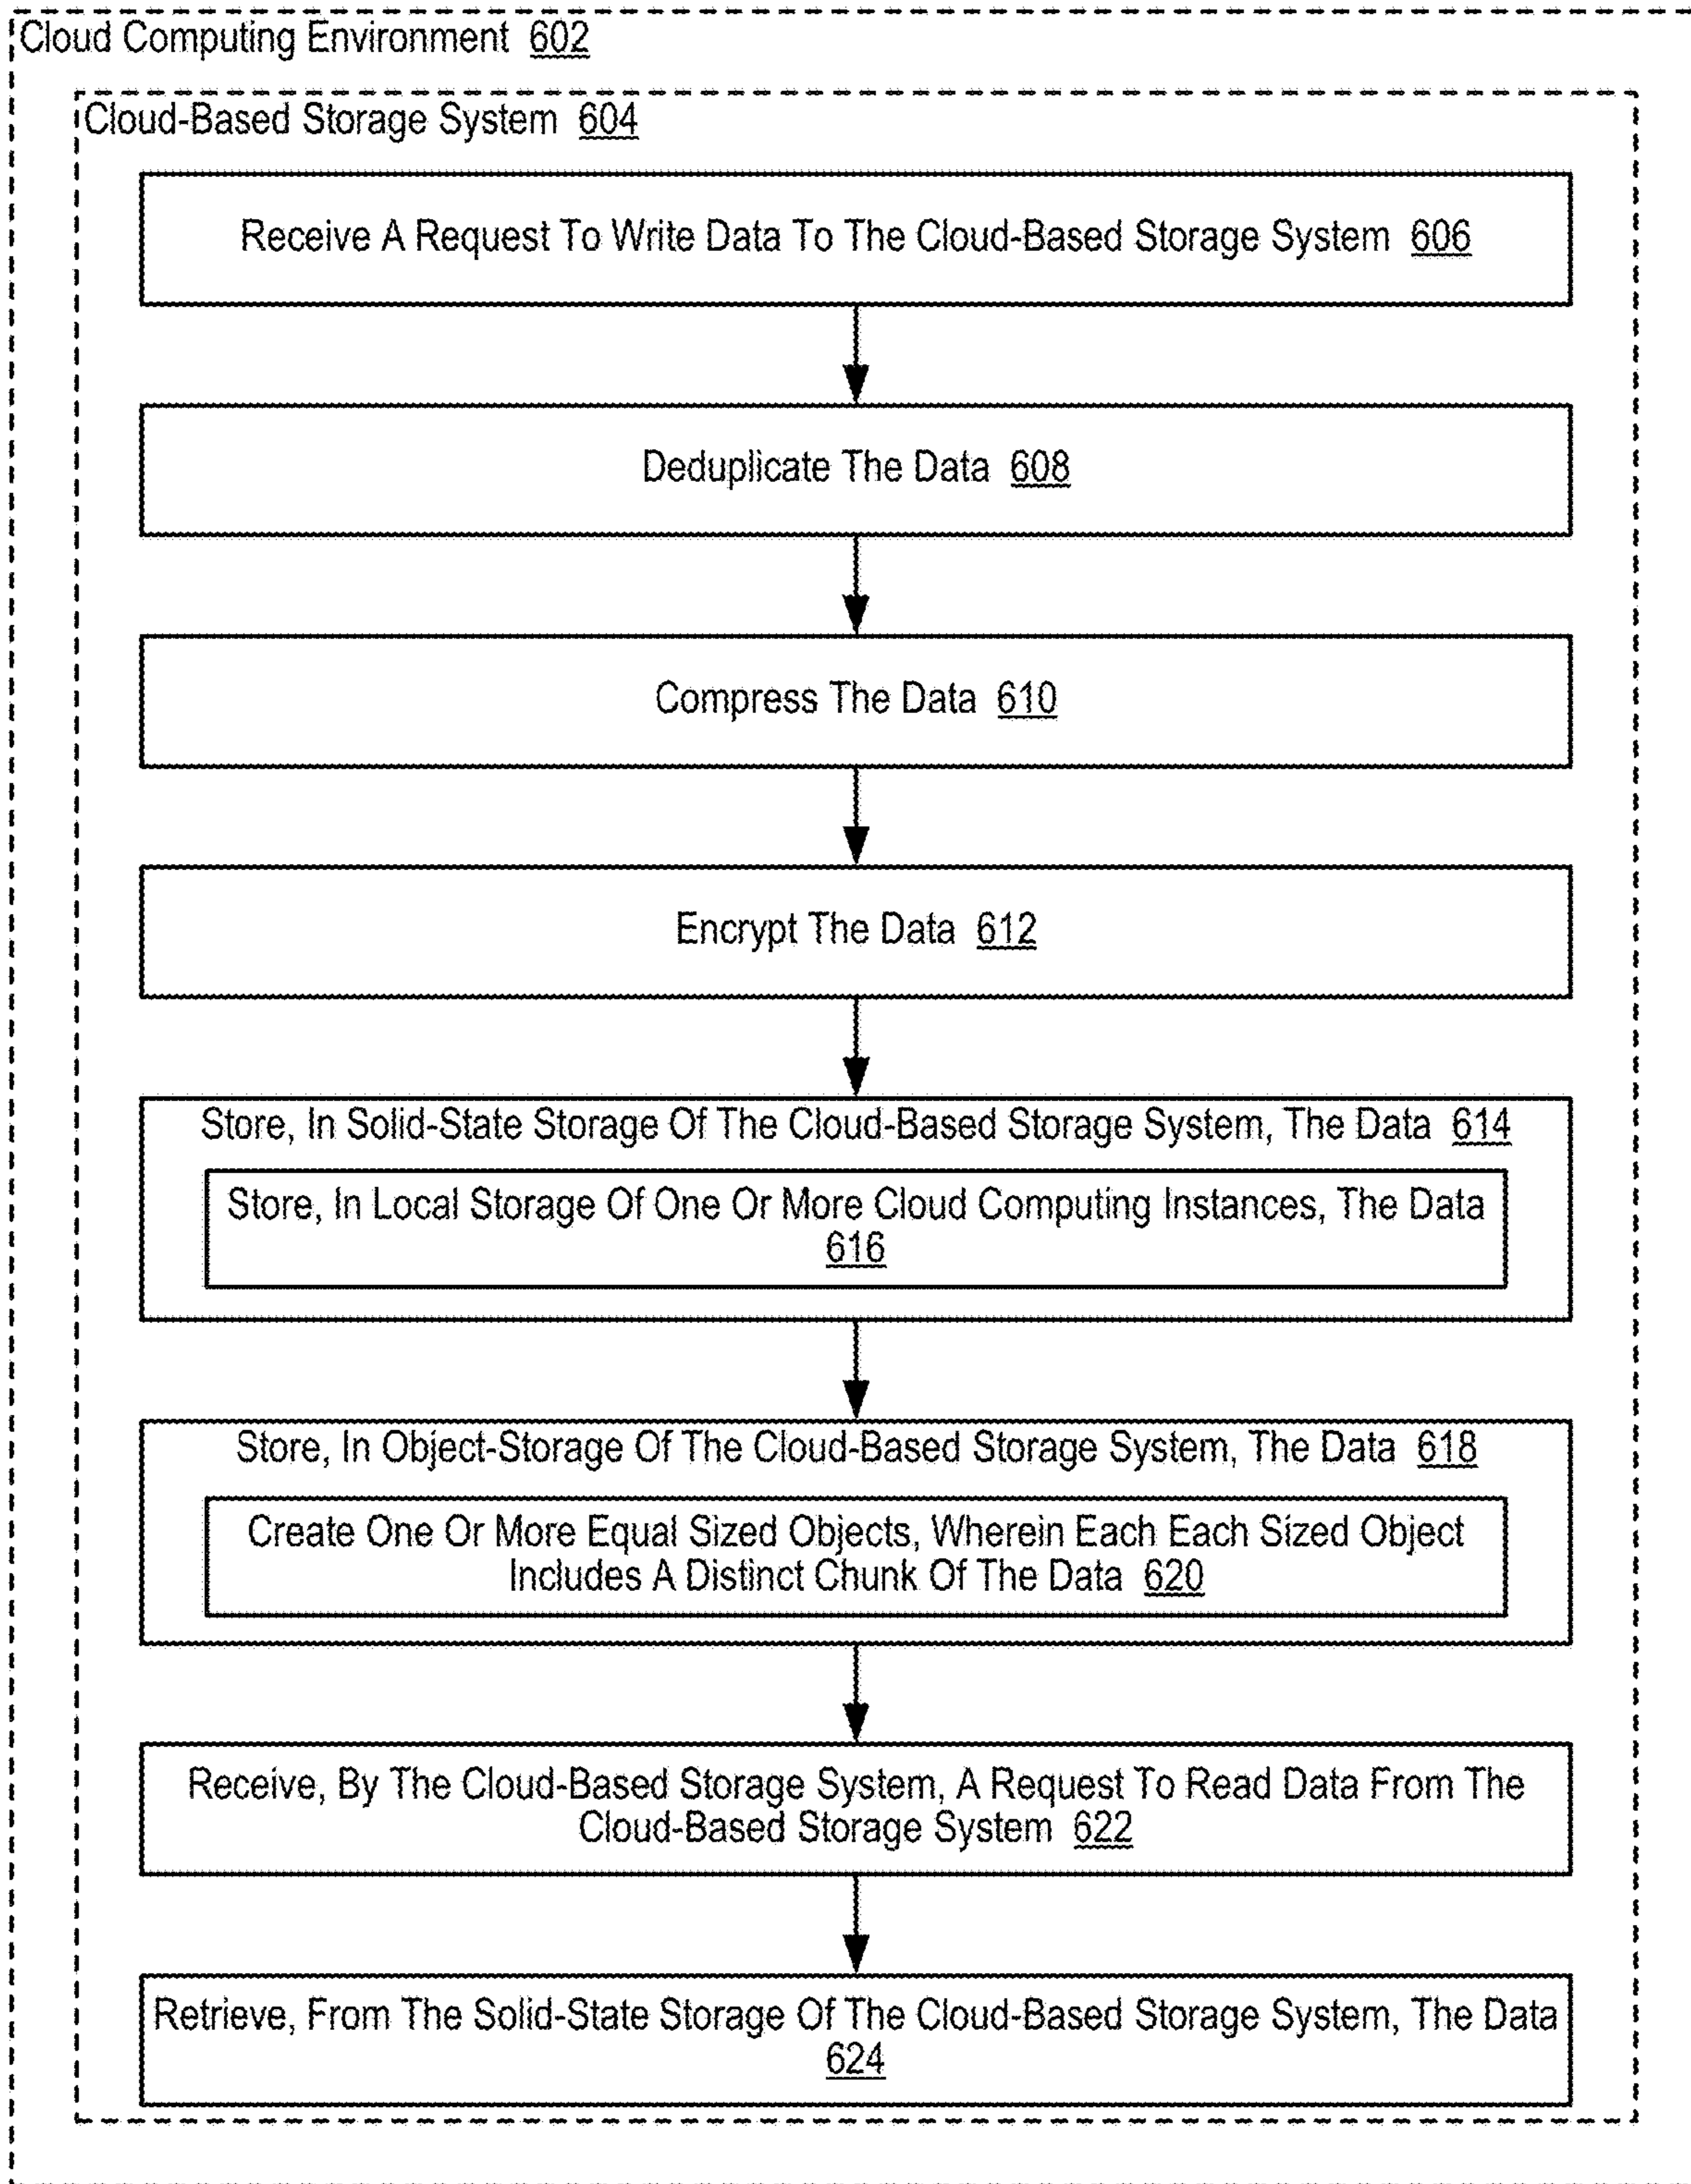 Cloud Computing Environment 602
Cloud-Based Storage System 604
Receive A Request To Write Data To The Cloud-Based Storage System 606
Deduplicate The Data 608
Compress The Data 610
Encrypt The Data 612
Store, In Solid-State Storage Of The Cloud-Based Storage System, The Data 614
Store, In Local Storage Of One Or More Cloud Computing Instances, The Data
616
Store, In Object-Storage Of The Cloud-Based Storage System, The Data 618
Create One Or More Equal Sized Objects, Wherein Each Each Sized Object
Includes A Distinct Chunk Of The Data 620
Receive, By The Cloud-Based Storage System, A Request To Read Data From The
Cloud-Based Storage System 622
Retrieve, From The Solid-State Storage Of The Cloud-Based Storage System, The Data
624